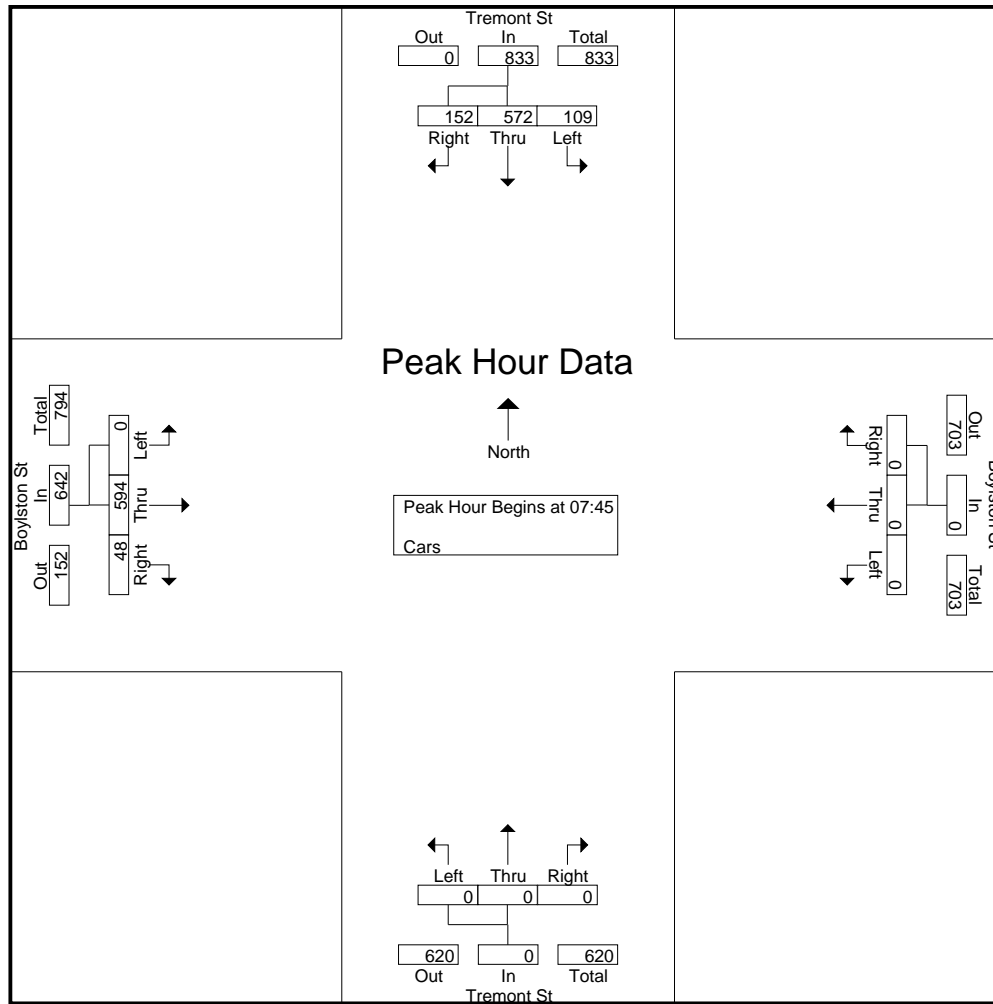 Tremont St
Out In Total
0 833 833
152 572 109
Right Thru Left
Peak Hour Data
North
Peak Hour Begins at 07:45
Cars
Boylston St
Total In Out
794 642 152
0 594 48
Left Thru Right
Boylston St
Out In Total
703 0 703
0 0 0
Right Thru Left
Left Thru Right
0 0 0
620 0 620
Out In Total
Tremont St